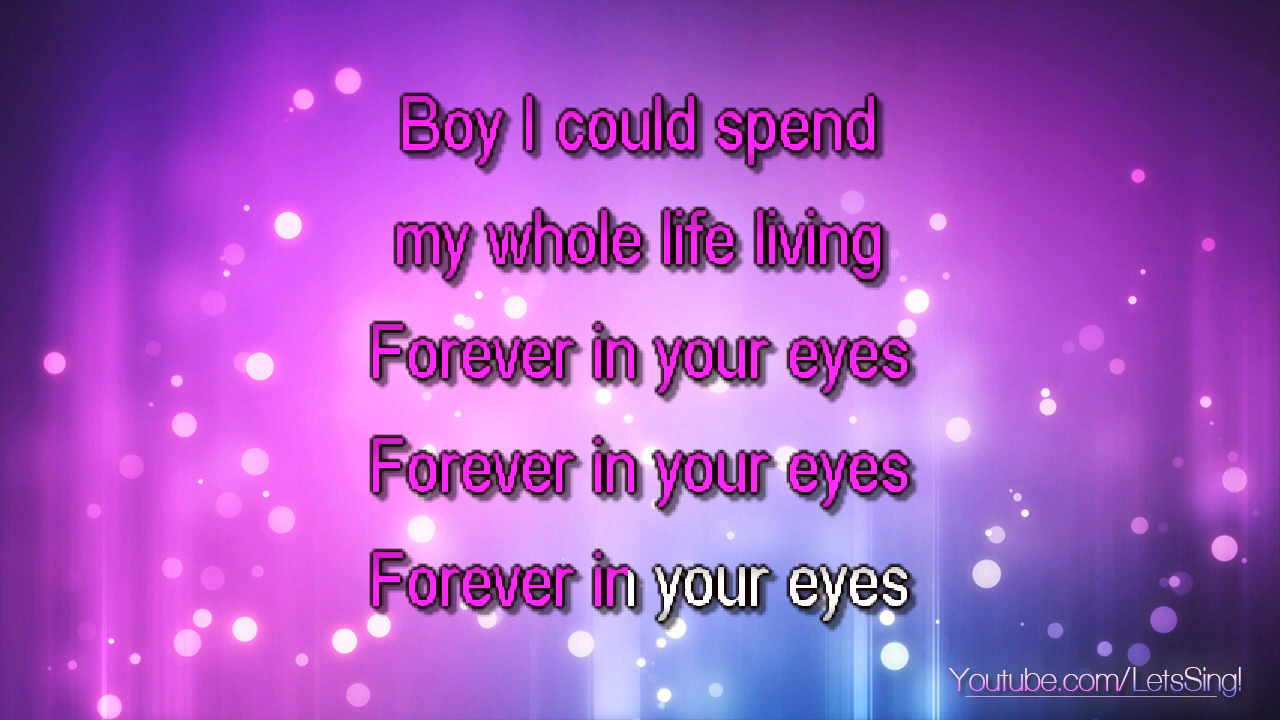 Boy I could spend
my whole life living
Forever in your eyes
Forever in your eyes
Forever in your eyes
Youtube.com/LetsSing!